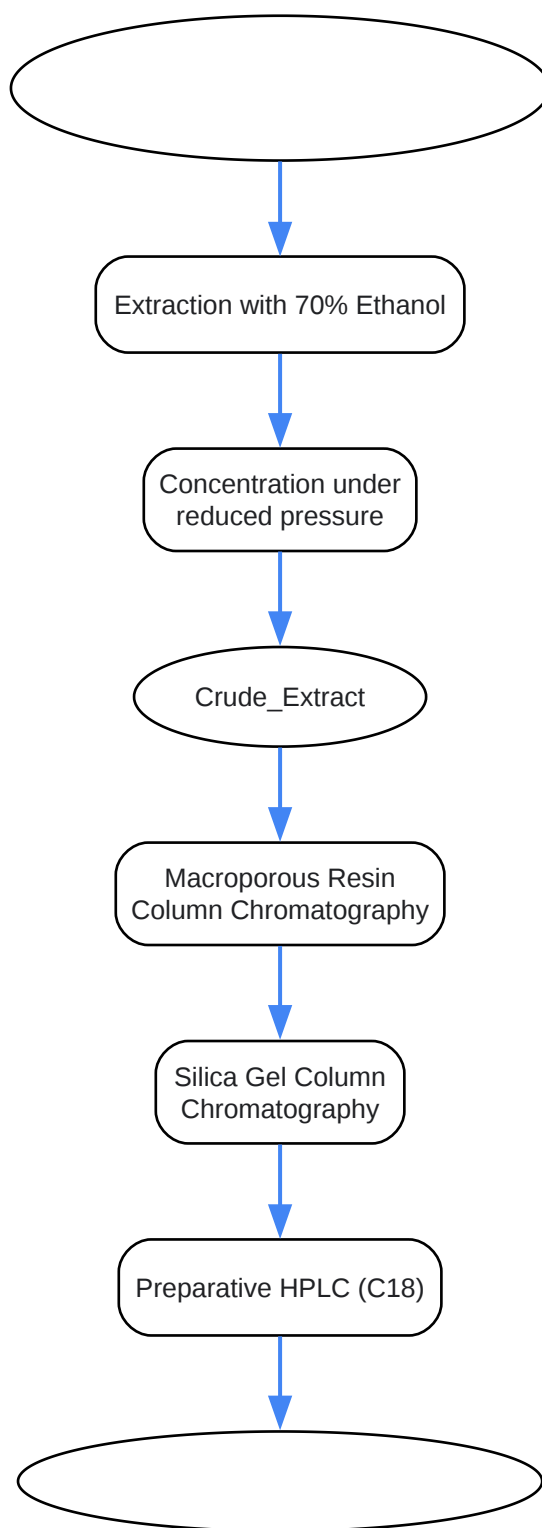 Extraction with 70% Ethanol
Concentration under
reduced pressure
Crude_Extract
Macroporous Resin
Column Chromatography
Silica Gel Column
Chromatography
Preparative HPLC (C18)